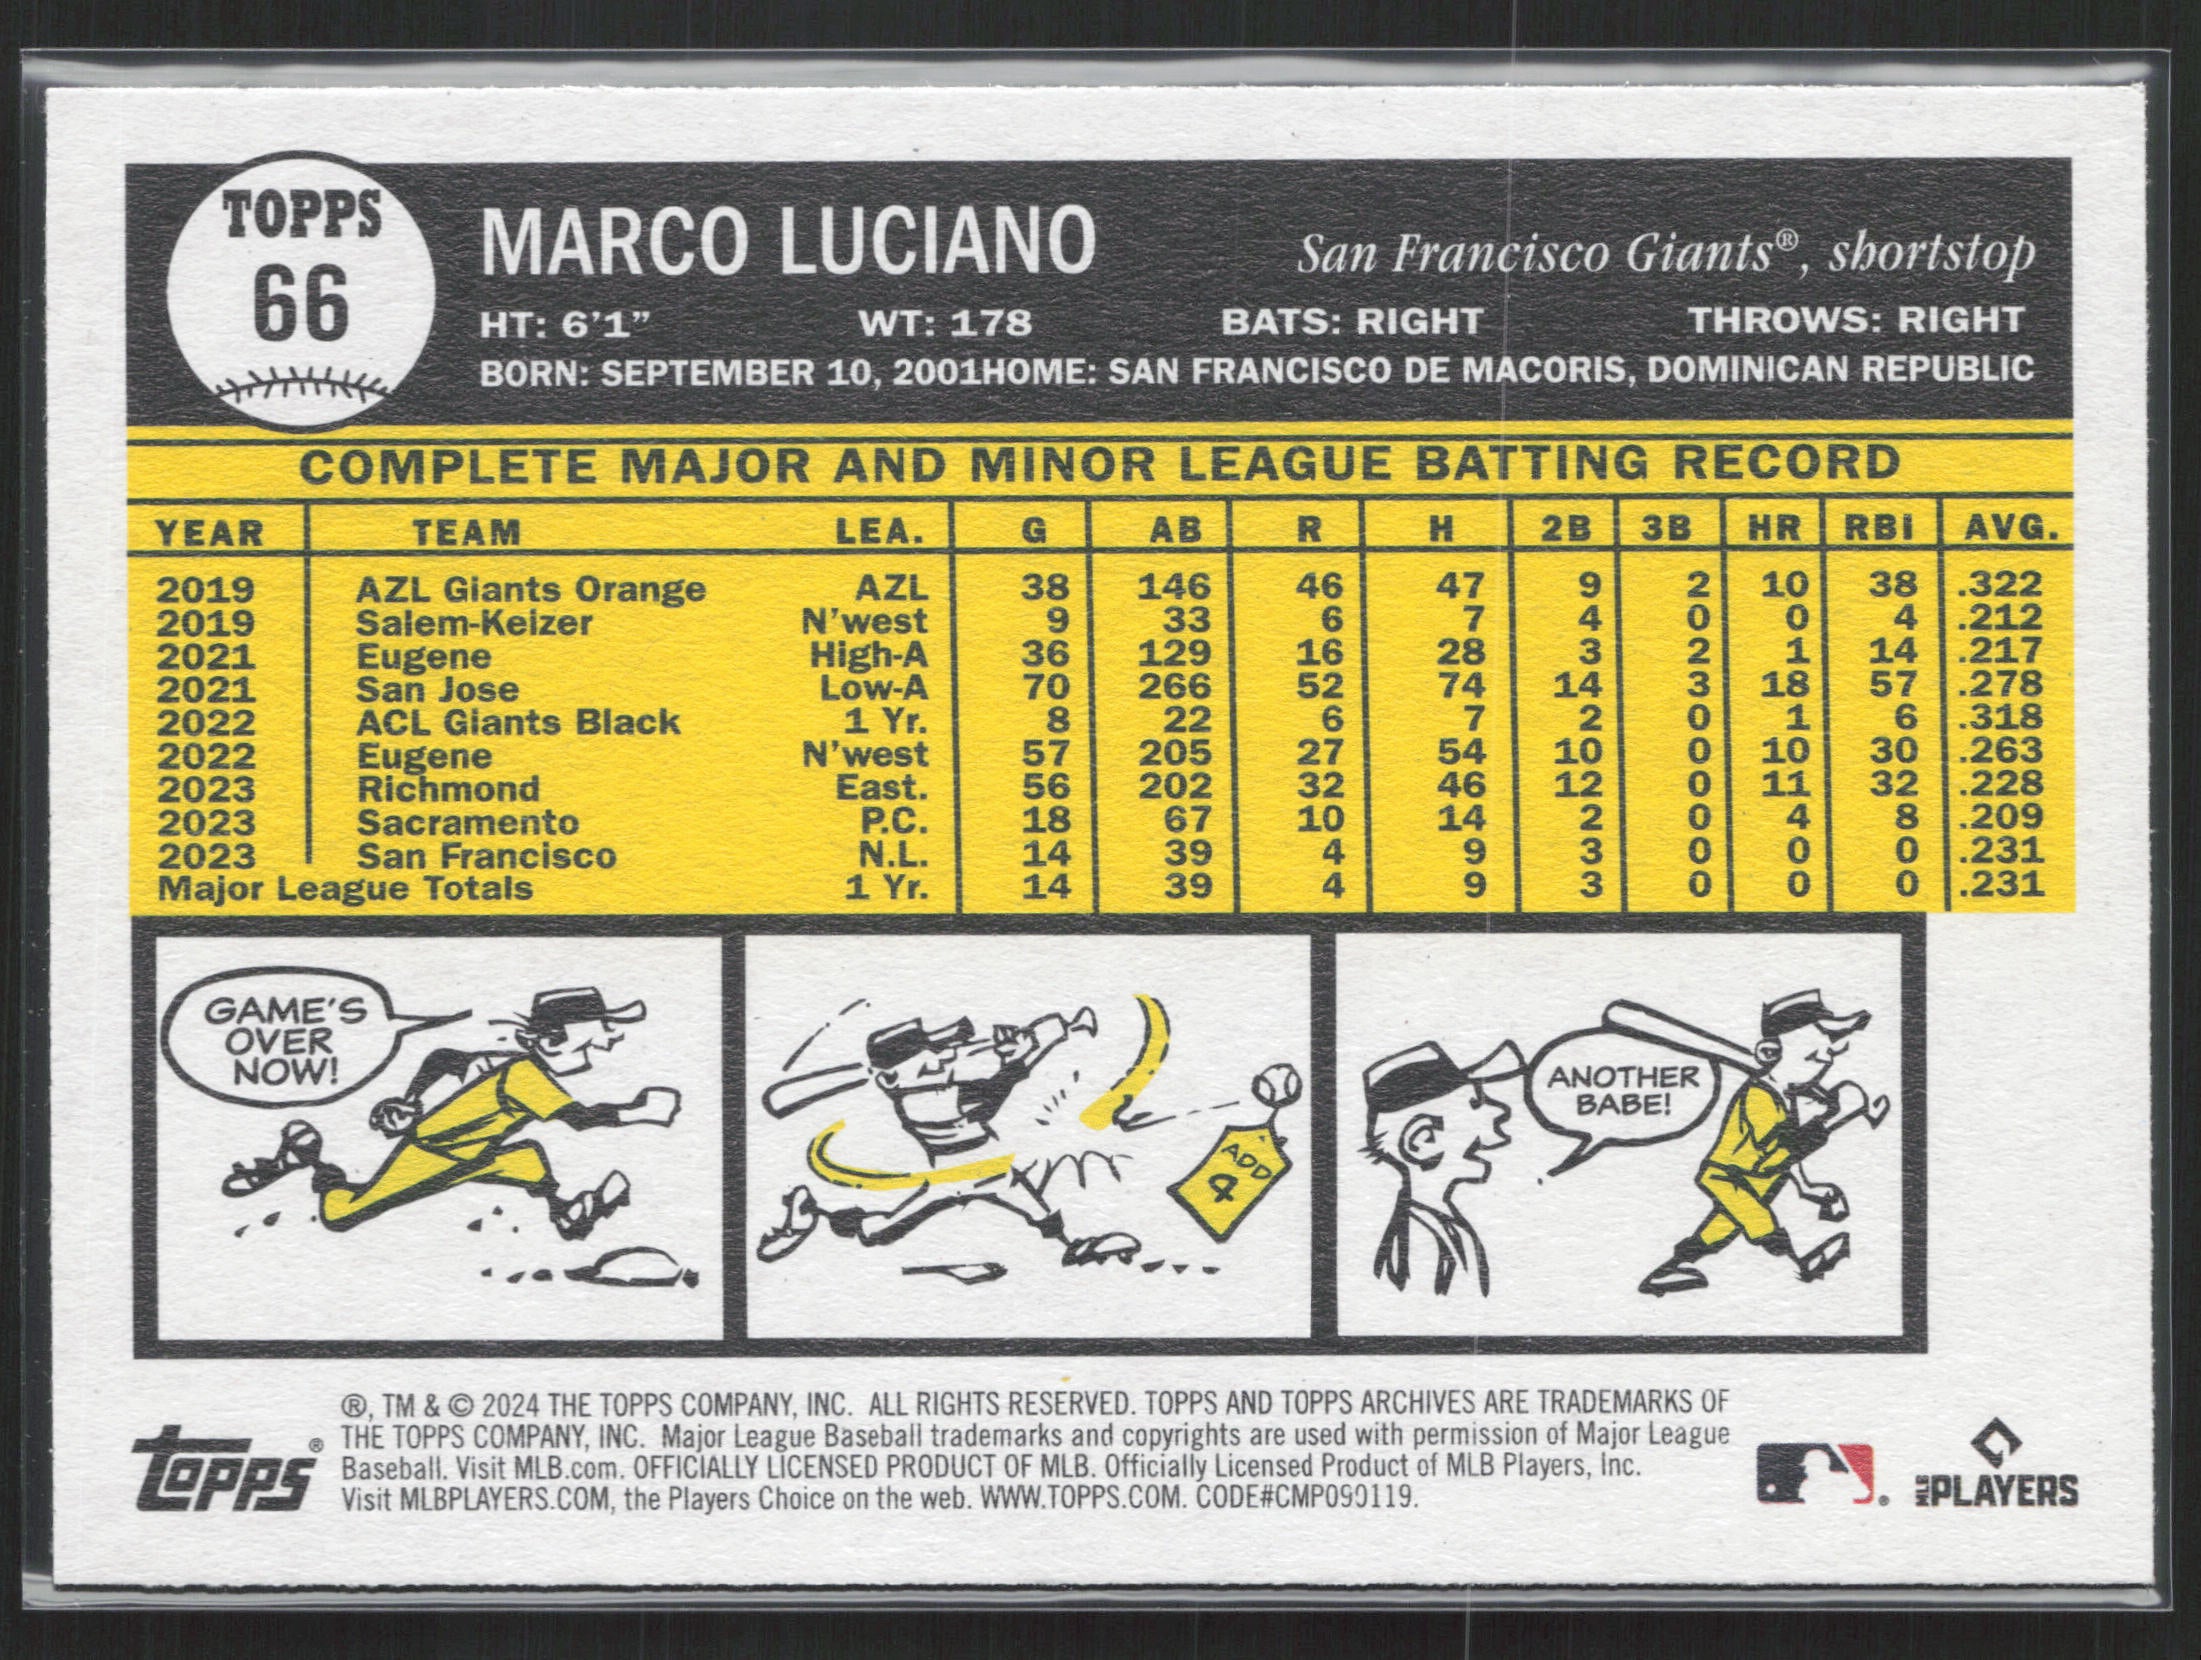 TOPPS
66
MARCO LUCIANO
San Francisco Giants®, shortstop
HT: 6'1" WT: 178 BATS: RIGHT THROWS: RIGHT
BORN: SEPTEMBER 10, 2001HOME: SAN FRANCISCO DE MACORIS, DOMINICAN REPUBLIC
COMPLETE MAJOR AND MINOR LEAGUE BATTING RECORD
YEAR TEAM LEA. G AB R H 2B 3B HR RBI AVG.
2019 AZL Giants Orange AZL 38 146 46 47 9 2 10 38 .322
2019 Salem-Keizer N'west 9 33 6 7 4 0 0 4 .212
2021 Eugene High-A 36 129 16 28 3 2 1 14 .217
2021 San Jose Low-A 70 266 52 74 14 3 18 57 .278
2022 ACL Giants Black 1 Yr. 8 22 6 7 2 0 1 6 .318
2022 Eugene N'west 57 205 27 54 10 0 10 30 .263
2023 Richmond East. 56 202 32 46 12 0 11 32 .228
2023 Sacramento P.C. 18 67 10 14 2 0 4 8 .209
2023 San Francisco N.L. 14 39 4 9 3 0 0 0 .231
Major League Totals 1 Yr. 14 39 4 9 3 0 0 0 .231
GAME'S
OVER
NOW!
ADD
4
ANOTHER
BABE!
®, TM & © 2024 THE TOPPS COMPANY, INC. ALL RIGHTS RESERVED. TOPPS AND TOPPS ARCHIVES ARE TRADEMARKS OF
THE TOPPS COMPANY, INC. Major League Baseball trademarks and copyrights are used with permission of Major League
Baseball. Visit MLB.com. OFFICIALLY LICENSED PRODUCT OF MLB. Officially Licensed Product of MLB Players, Inc.
Visit MLBPLAYERS.COM, the Players Choice on the web. WWW.TOPPS.COM. CODE#CMP090119.
Topps®
MLB PLAYERS